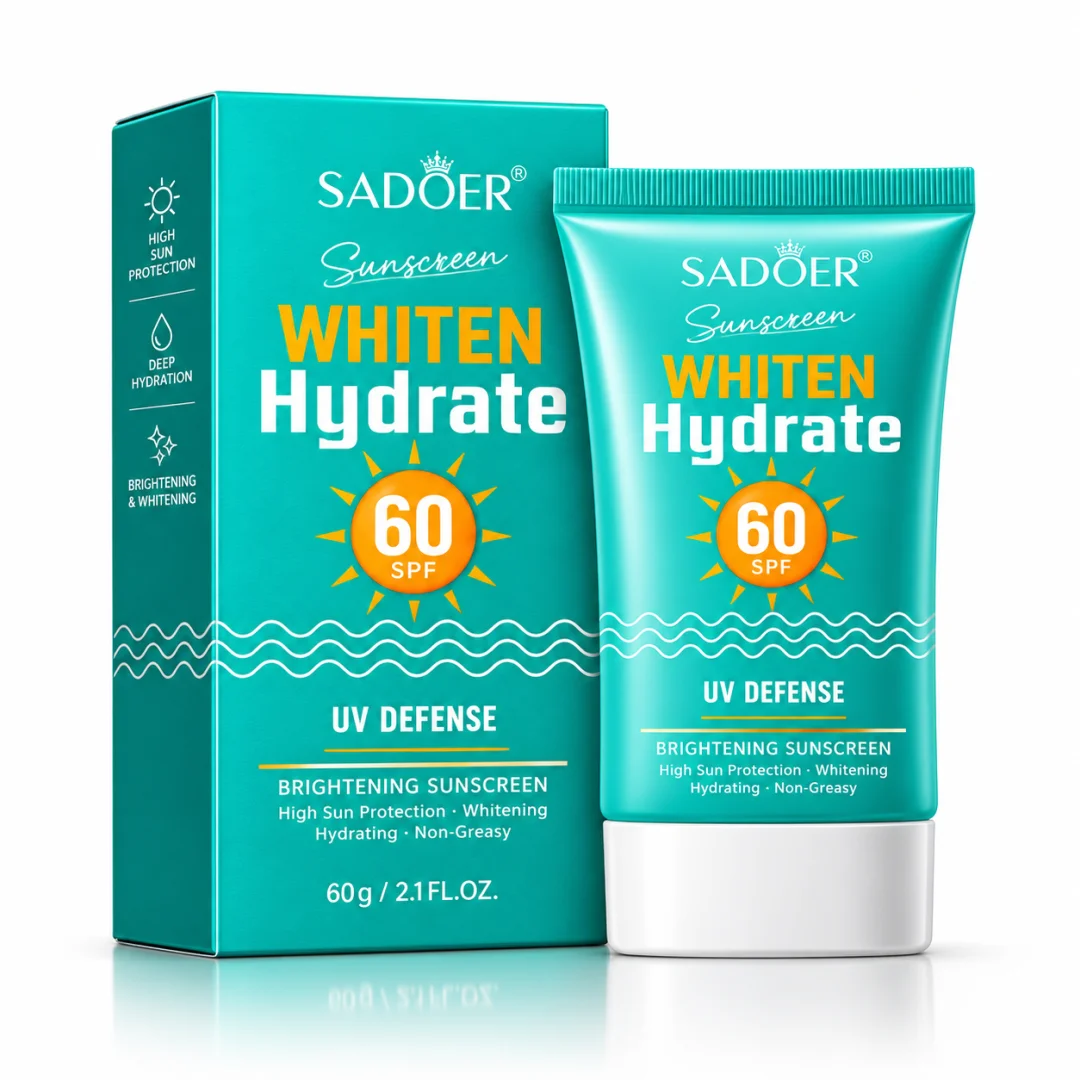 HIGH
SUN
PROTECTION
DEEP
HYDRATION
BRIGHTENING
& WHITENING
SADOER®
Sunscreen
WHITEN
Hydrate
60
SPF
UV DEFENSE
BRIGHTENING SUNSCREEN
High Sun Protection · Whitening
Hydrating · Non-Greasy
60g / 2.1 FL.OZ.
SADOER®
Sunscreen
WHITEN
Hydrate
60
SPF
UV DEFENSE
BRIGHTENING SUNSCREEN
High Sun Protection · Whitening
Hydrating · Non-Greasy